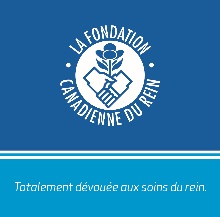 LA FONDATION
CANADIENNE DU REIN
Totalement dévouée aux soins du rein.